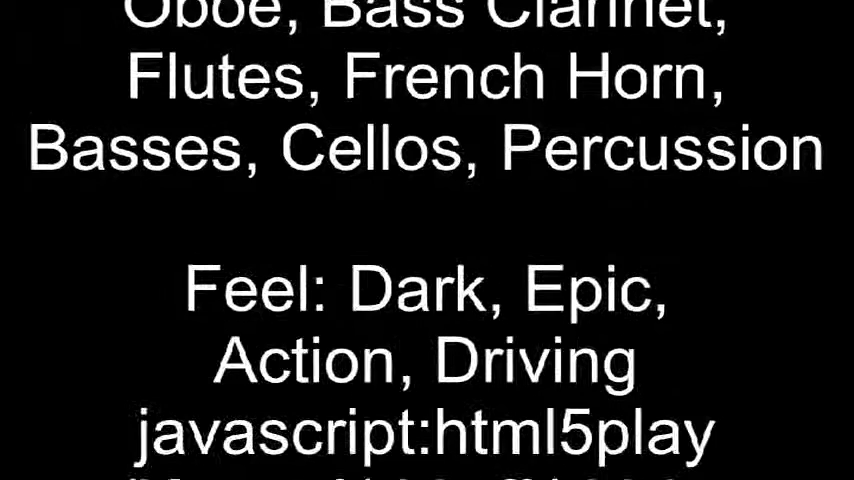 Oboe, Bass Clarinet,
Flutes, French Horn,
Basses, Cellos, Percussion
Feel: Dark, Epic,
Action, Driving
javascript:html5play